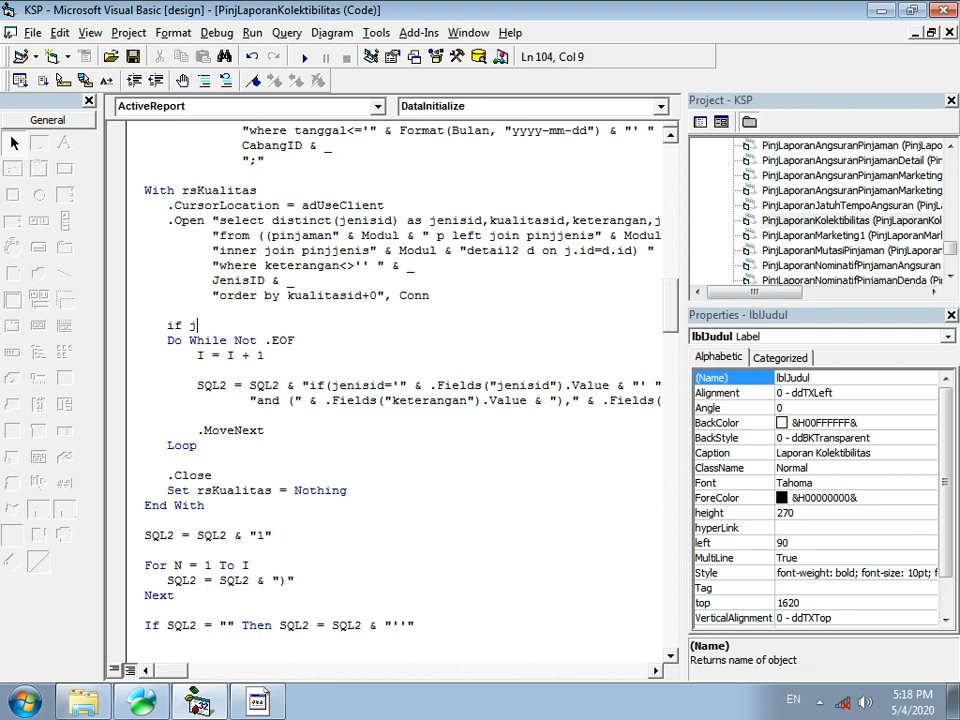 KSP - Microsoft Visual Basic [design] - [PinjLaporanKolektibilitas (Code)]
File Edit View Project Format Debug Run Query Diagram Tools Add-Ins Window Help
Ln 104, Col 9
General
ActiveReport
DataInitialize
"where tanggal<='" & Format(Bulan, "yyyy-mm-dd") & "' "
CabangID & _
";"
With rsKualitas
.CursorLocation = adUseClient
.Open "select distinct(jenisid) as jenisid,kualitasid,keterangan,j
"from ((pinjaman" & Modul & " p left join pinjjenis" & Modul
"inner join pinjjenis" & Modul & "detail2 d on j.id=d.id) "
"where keterangan<>'' " & _
JenisID & _
"order by kualitasid+0", Conn
if j
Do While Not .EOF
I = I + 1
SQL2 = SQL2 & "if(jenisid='" & .Fields("jenisid").Value & "' "
"and (" & .Fields("keterangan").Value & ")," & .Fields(
.MoveNext
Loop
.Close
Set rsKualitas = Nothing
End With
SQL2 = SQL2 & "1"
For N = 1 To I
SQL2 = SQL2 & ")"
Next
If SQL2 = "" Then SQL2 = SQL2 & "''"
Project - KSP
PinjLaporanAngsuranPinjaman (PinjLapo
PinjLaporanAngsuranPinjamanDetail (Pi
PinjLaporanAngsuranPinjamanMarketing
PinjLaporanAngsuranPinjamanMarketing
PinjLaporanJatuhTempoAngsuran (PinjL
PinjLaporanKolektibilitas (PinjLaporanKol
PinjLaporanMarketing1 (PinjLaporanMar
PinjLaporanMutasiPinjaman (PinjLaporan
PinjLaporanNominatifPinjamanAngsuran
PinjLaporanNominatifPinjamanDenda (Pi
Properties - lblJudul
lblJudul Label
Alphabetic Categorized
(Name) lblJudul
Alignment 0 - ddTXLeft
Angle 0
BackColor &H00FFFFFF&
BackStyle 0 - ddBKTransparent
Caption Laporan Kolektibilitas
ClassName Normal
Font Tahoma
ForeColor &H00000000&
height 270
hyperLink
left 90
MultiLine True
Style font-weight: bold; font-size: 10pt; f
Tag
top 1620
VerticalAlignment 0 - ddTXTop
(Name)
Returns name of object
EN
5:18 PM
5/4/2020